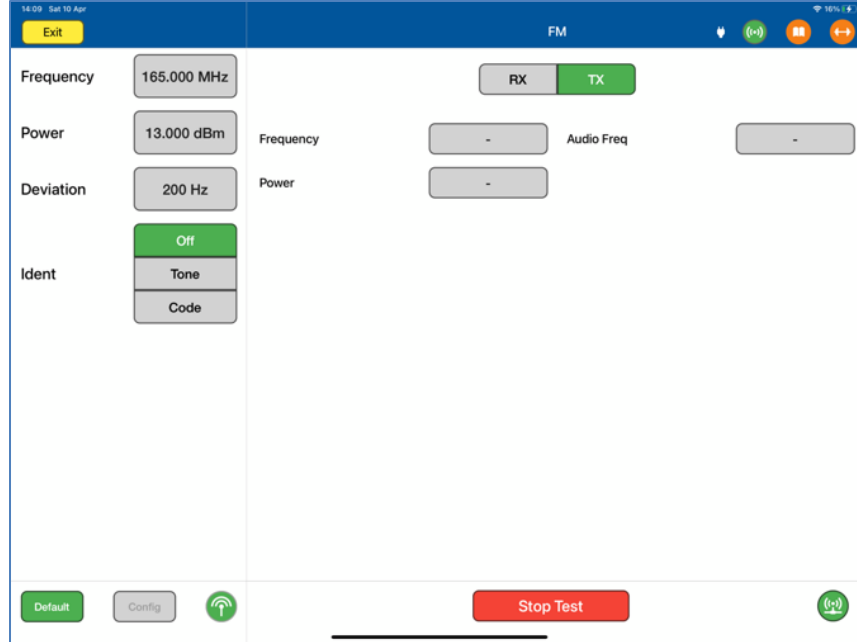 14:09 Sat 10 Apr
16%
Exit
FM
Frequency 165.000 MHz
RX TX
Power 13.000 dBm
Frequency - Audio Freq -
Deviation 200 Hz
Power -
Off
Ident Tone
Code
Default Config Stop Test